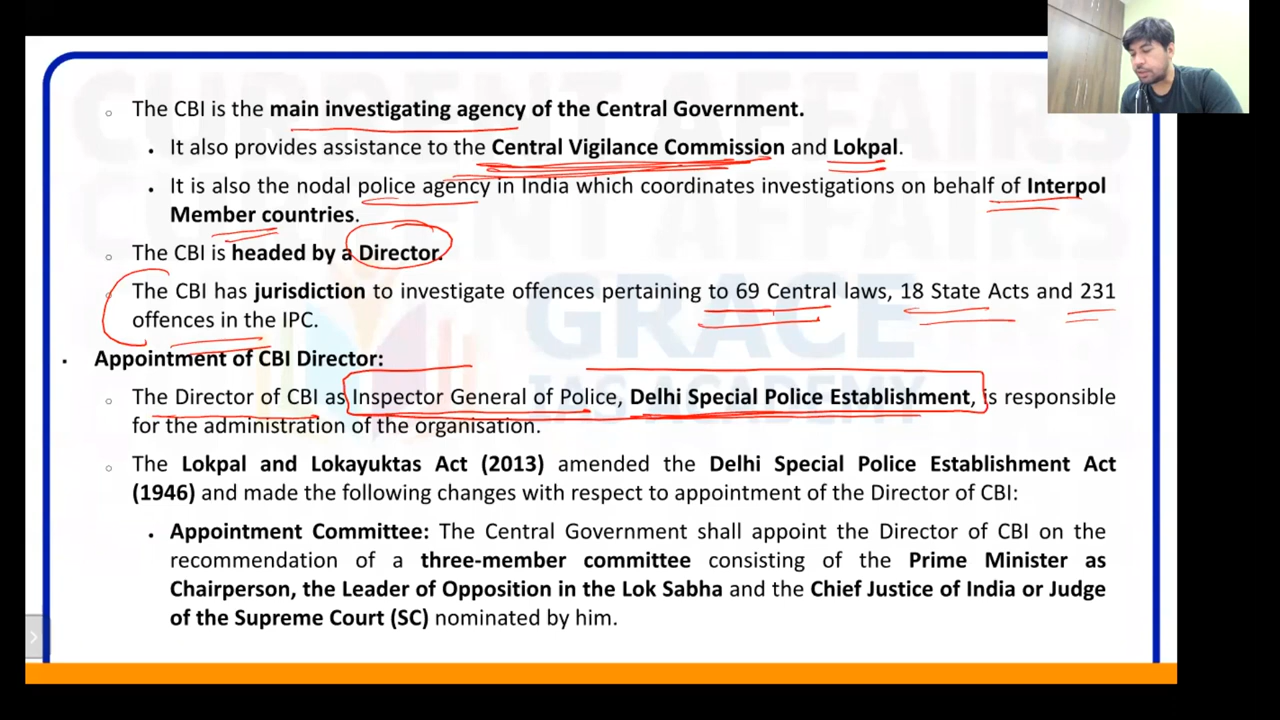 CURRENT AFFAIRS
The CBI is the main investigating agency of the Central Government.
It also provides assistance to the Central Vigilance Commission and Lokpal.
It is also the nodal police agency in India which coordinates investigations on behalf of Interpol
Member countries.
The CBI is headed by a Director.
The CBI has jurisdiction to investigate offences pertaining to 69 Central laws, 18 State Acts and 231
offences in the IPC.
Appointment of CBI Director:
The Director of CBI as Inspector General of Police, Delhi Special Police Establishment, is responsible
for the administration of the organisation.
The Lokpal and Lokayuktas Act (2013) amended the Delhi Special Police Establishment Act
(1946) and made the following changes with respect to appointment of the Director of CBI:
Appointment Committee: The Central Government shall appoint the Director of CBI on the
recommendation of a three-member committee consisting of the Prime Minister as
Chairperson, the Leader of Opposition in the Lok Sabha and the Chief Justice of India or Judge
of the Supreme Court (SC) nominated by him.
CURRENT AFFAIRS
GRACE
IAS ACADEMY